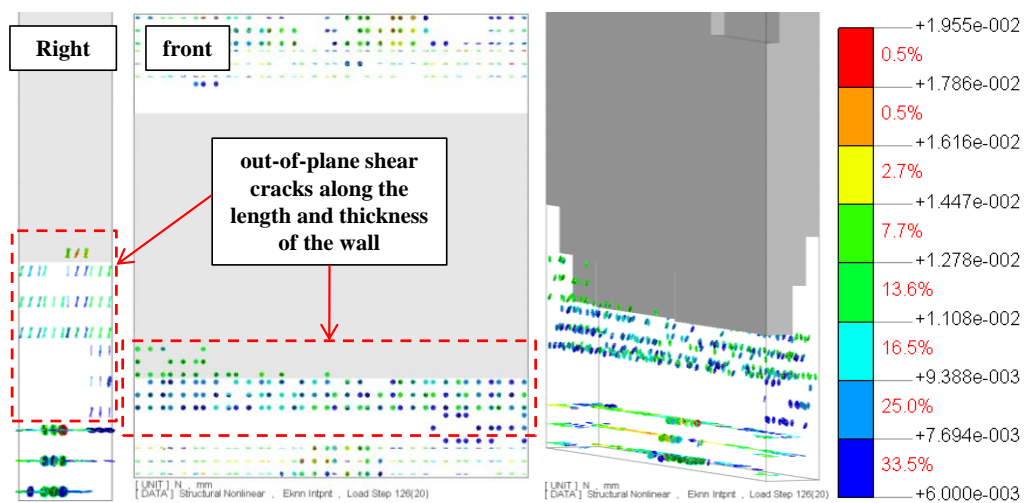 Right
front
out-of-plane shear
cracks along the
length and thickness
of the wall
[ UNIT ] N , mm
[ DATA ] Structural Nonlinear , Eknn Intpnt , Load Step 126(20)
[ UNIT ] N , mm
[ DATA ] Structural Nonlinear , Eknn Intpnt , Load Step 126(20)
+1.955e-002
0.5%
+1.786e-002
0.5%
+1.616e-002
2.7%
+1.447e-002
7.7%
+1.278e-002
13.6%
+1.108e-002
16.5%
+9.388e-003
25.0%
+7.694e-003
33.5%
+6.000e-003